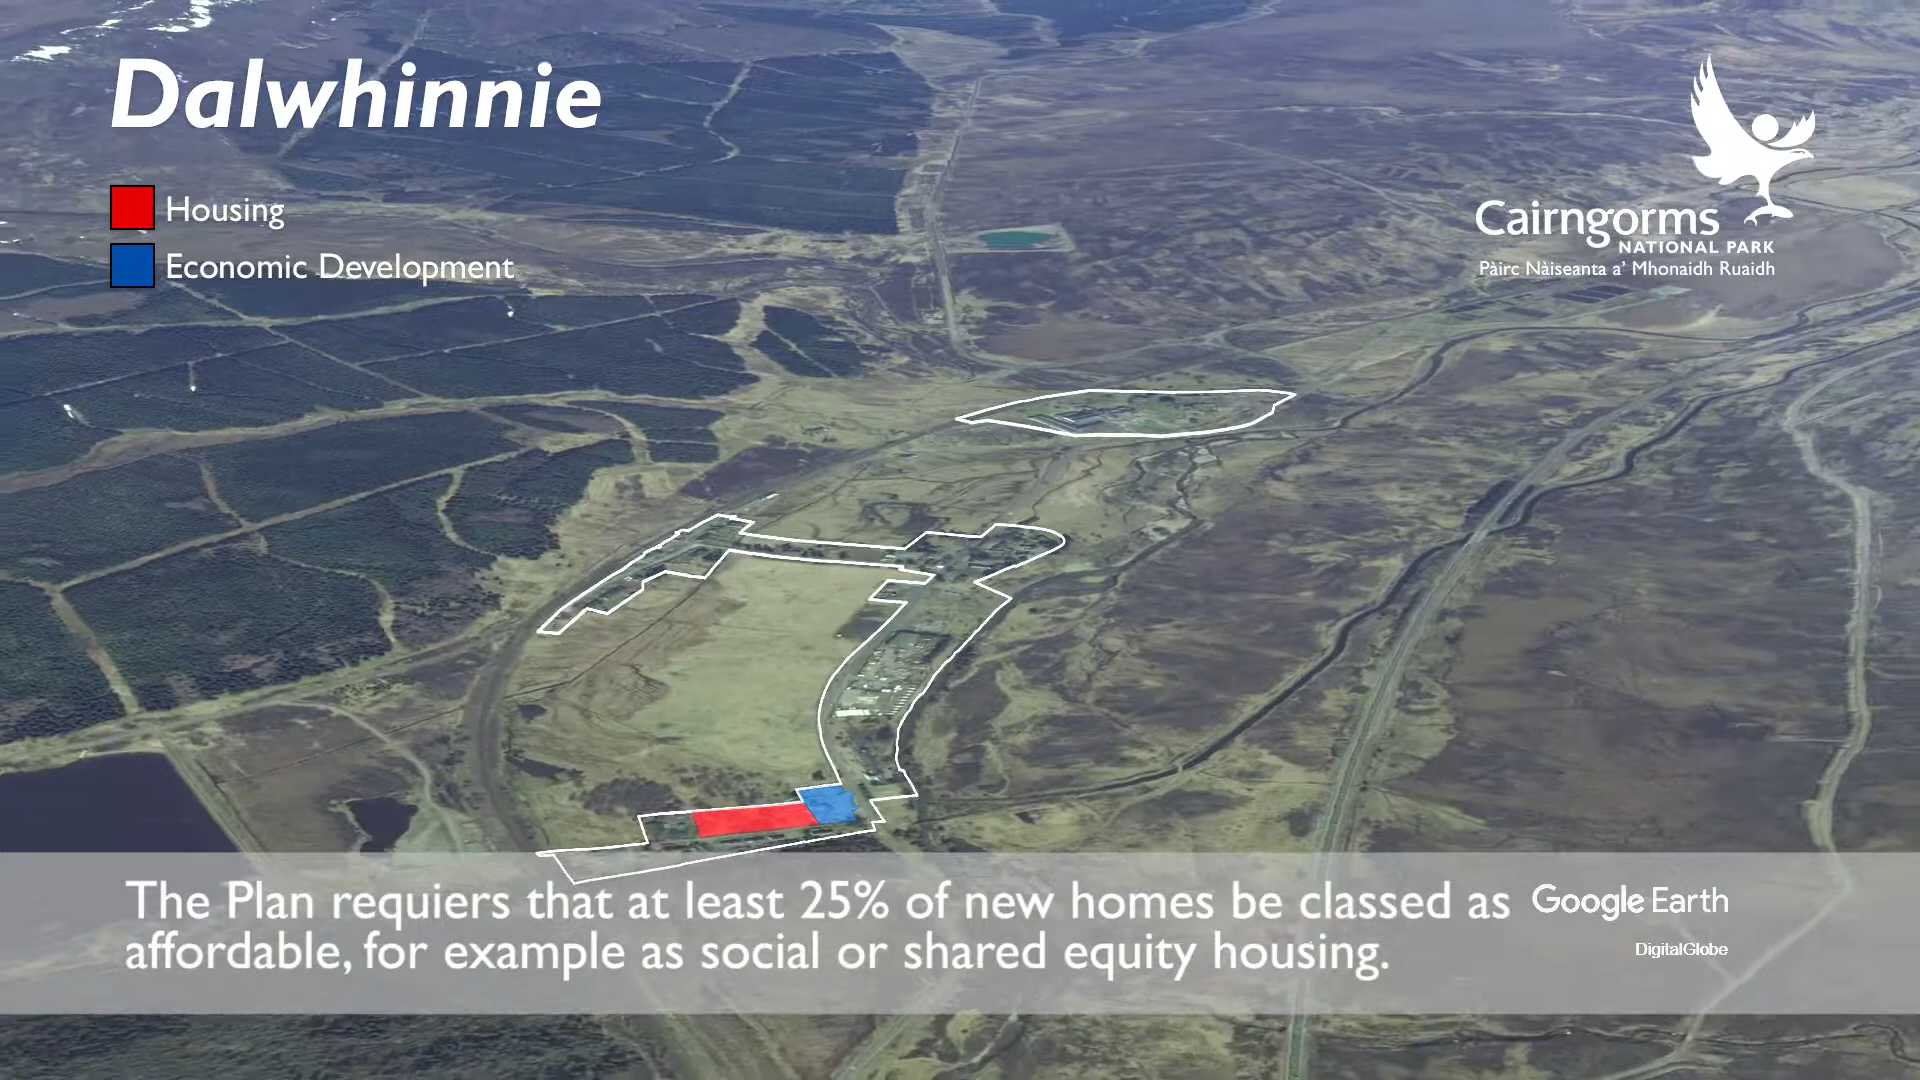 Dalwhinnie
Housing
Economic Development
Cairngorms
NATIONAL PARK
Pàirc Nàiseanta a' Mhonaidh Ruaidh
The Plan requiers that at least 25% of new homes be classed as
affordable, for example as social or shared equity housing.
Google Earth
DigitalGlobe